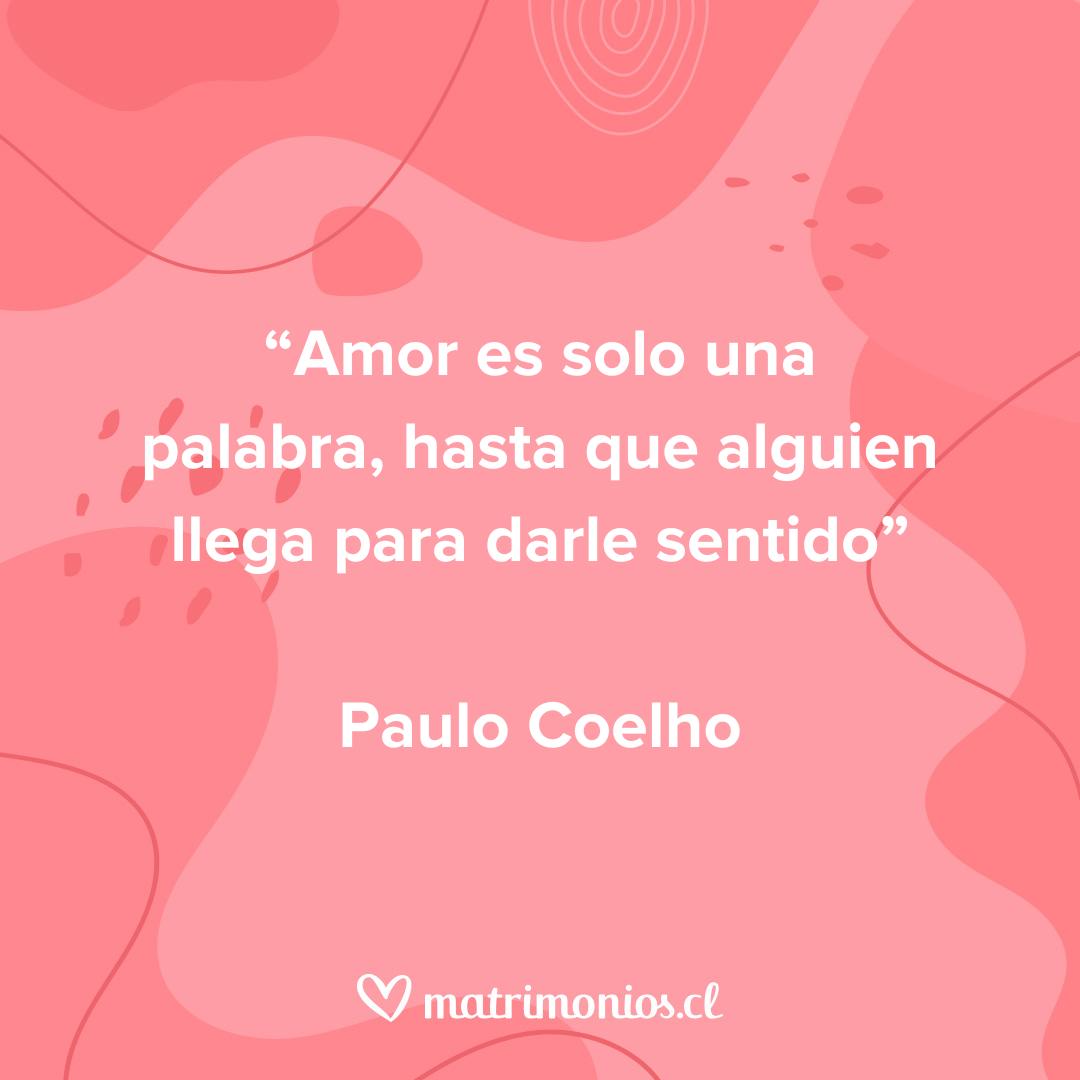 “Amor es solo una
palabra, hasta que alguien
llega para darle sentido”
Paulo Coelho
matrimonios.cl